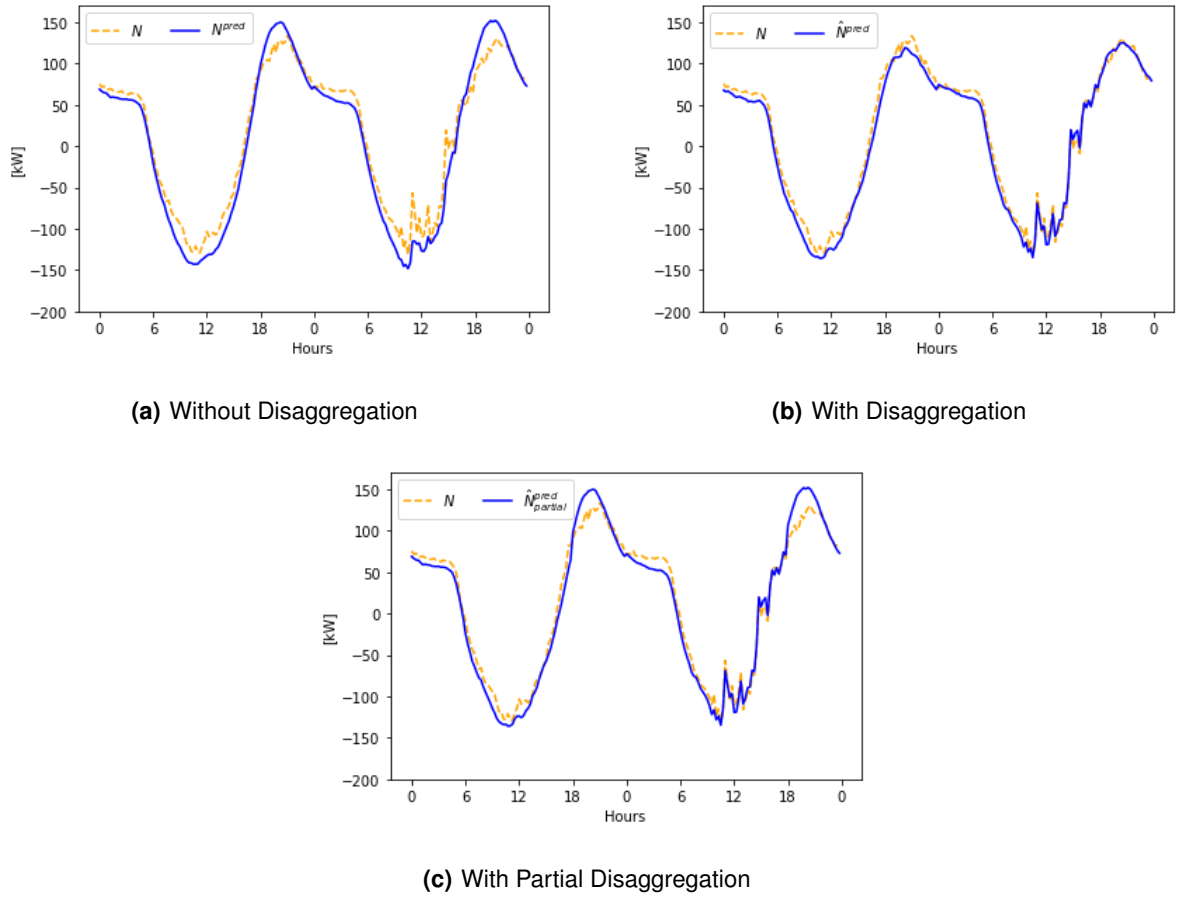 N  N^pred
150
100
50
0
−50
−100
−150
−200
[kW]
0 6 12 18 0 6 12 18 0
Hours
(a) Without Disaggregation
N  N̂^pred
150
100
50
0
−50
−100
−150
−200
[kW]
0 6 12 18 0 6 12 18 0
Hours
(b) With Disaggregation
N  N̂^pred_partial
150
100
50
0
−50
−100
−150
−200
[kW]
0 6 12 18 0 6 12 18 0
Hours
(c) With Partial Disaggregation